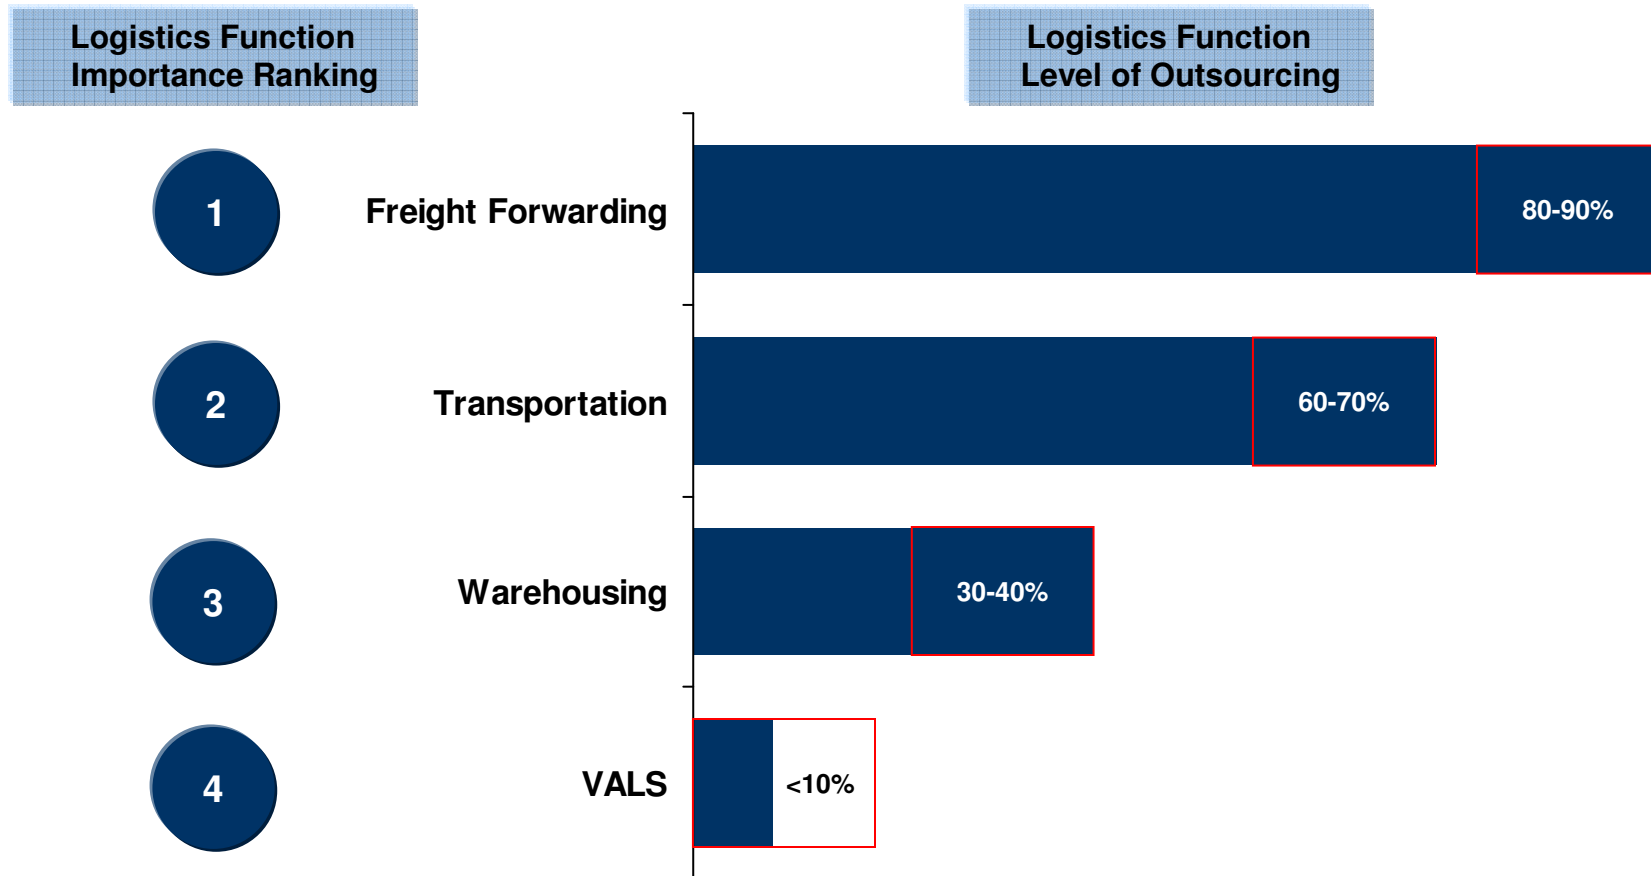 Logistics Function
Importance Ranking
Logistics Function
Level of Outsourcing
1
Freight Forwarding
80-90%
2
Transportation
60-70%
3
Warehousing
30-40%
4
VALS
<10%